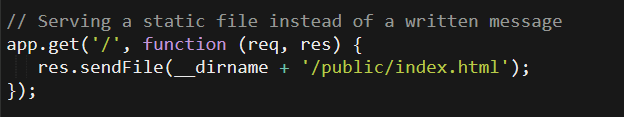 // Serving a static file instead of a written message
app.get('/', function (req, res) {
   res.sendFile(__dirname + '/public/index.html');
});